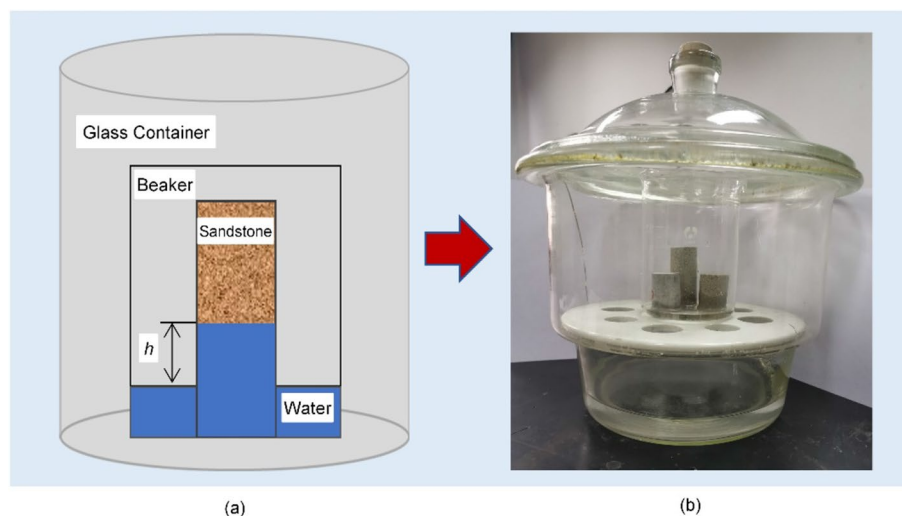 Glass Container
Beaker
Sandstone
h
Water
(a)
(b)